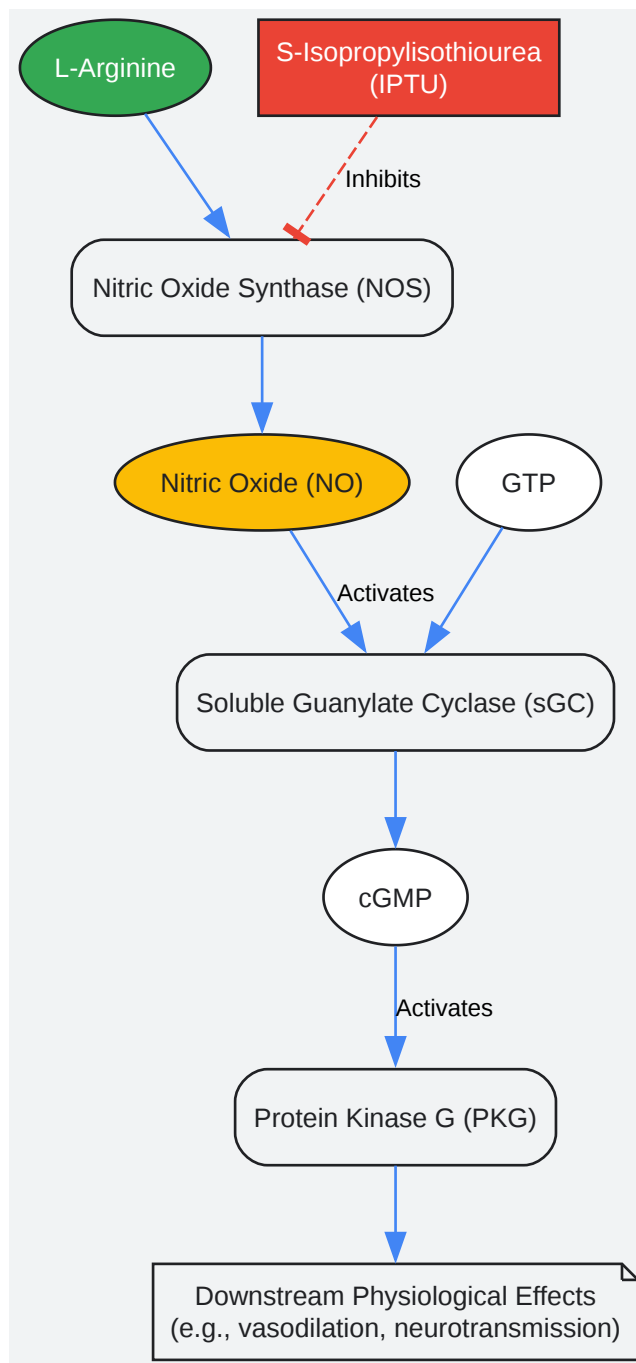 L-Arginine
S-Isopropylisothiourea
(IPTU)
Inhibits
Nitric Oxide Synthase (NOS)
Nitric Oxide (NO)
GTP
Activates
Soluble Guanylate Cyclase (sGC)
cGMP
Activates
Protein Kinase G (PKG)
Downstream Physiological Effects
(e.g., vasodilation, neurotransmission)